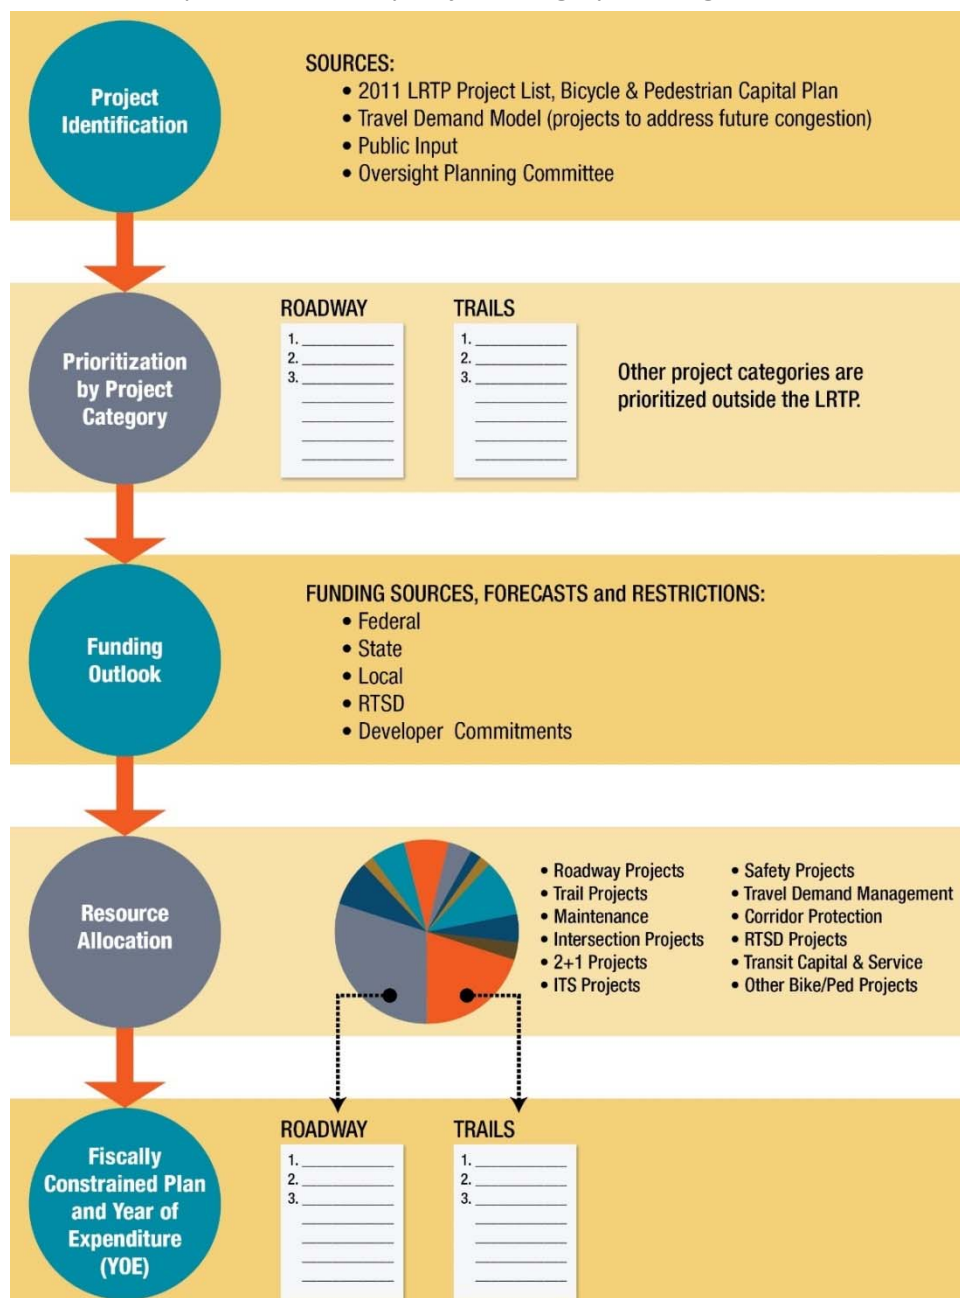 Project
Identification
SOURCES:
• 2011 LRTP Project List, Bicycle & Pedestrian Capital Plan
• Travel Demand Model (projects to address future congestion)
• Public Input
• Oversight Planning Committee
Prioritization
by Project
Category
ROADWAY
1.
2.
3.
TRAILS
1.
2.
3.
Other project categories are
prioritized outside the LRTP.
Funding
Outlook
FUNDING SOURCES, FORECASTS and RESTRICTIONS:
• Federal
• State
• Local
• RTSD
• Developer Commitments
Resource
Allocation
• Roadway Projects
• Trail Projects
• Maintenance
• Intersection Projects
• 2+1 Projects
• ITS Projects
• Safety Projects
• Travel Demand Management
• Corridor Protection
• RTSD Projects
• Transit Capital & Service
• Other Bike/Ped Projects
Fiscally
Constrained Plan
and Year of
Expenditure
(YOE)
ROADWAY
1.
2.
3.
TRAILS
1.
2.
3.